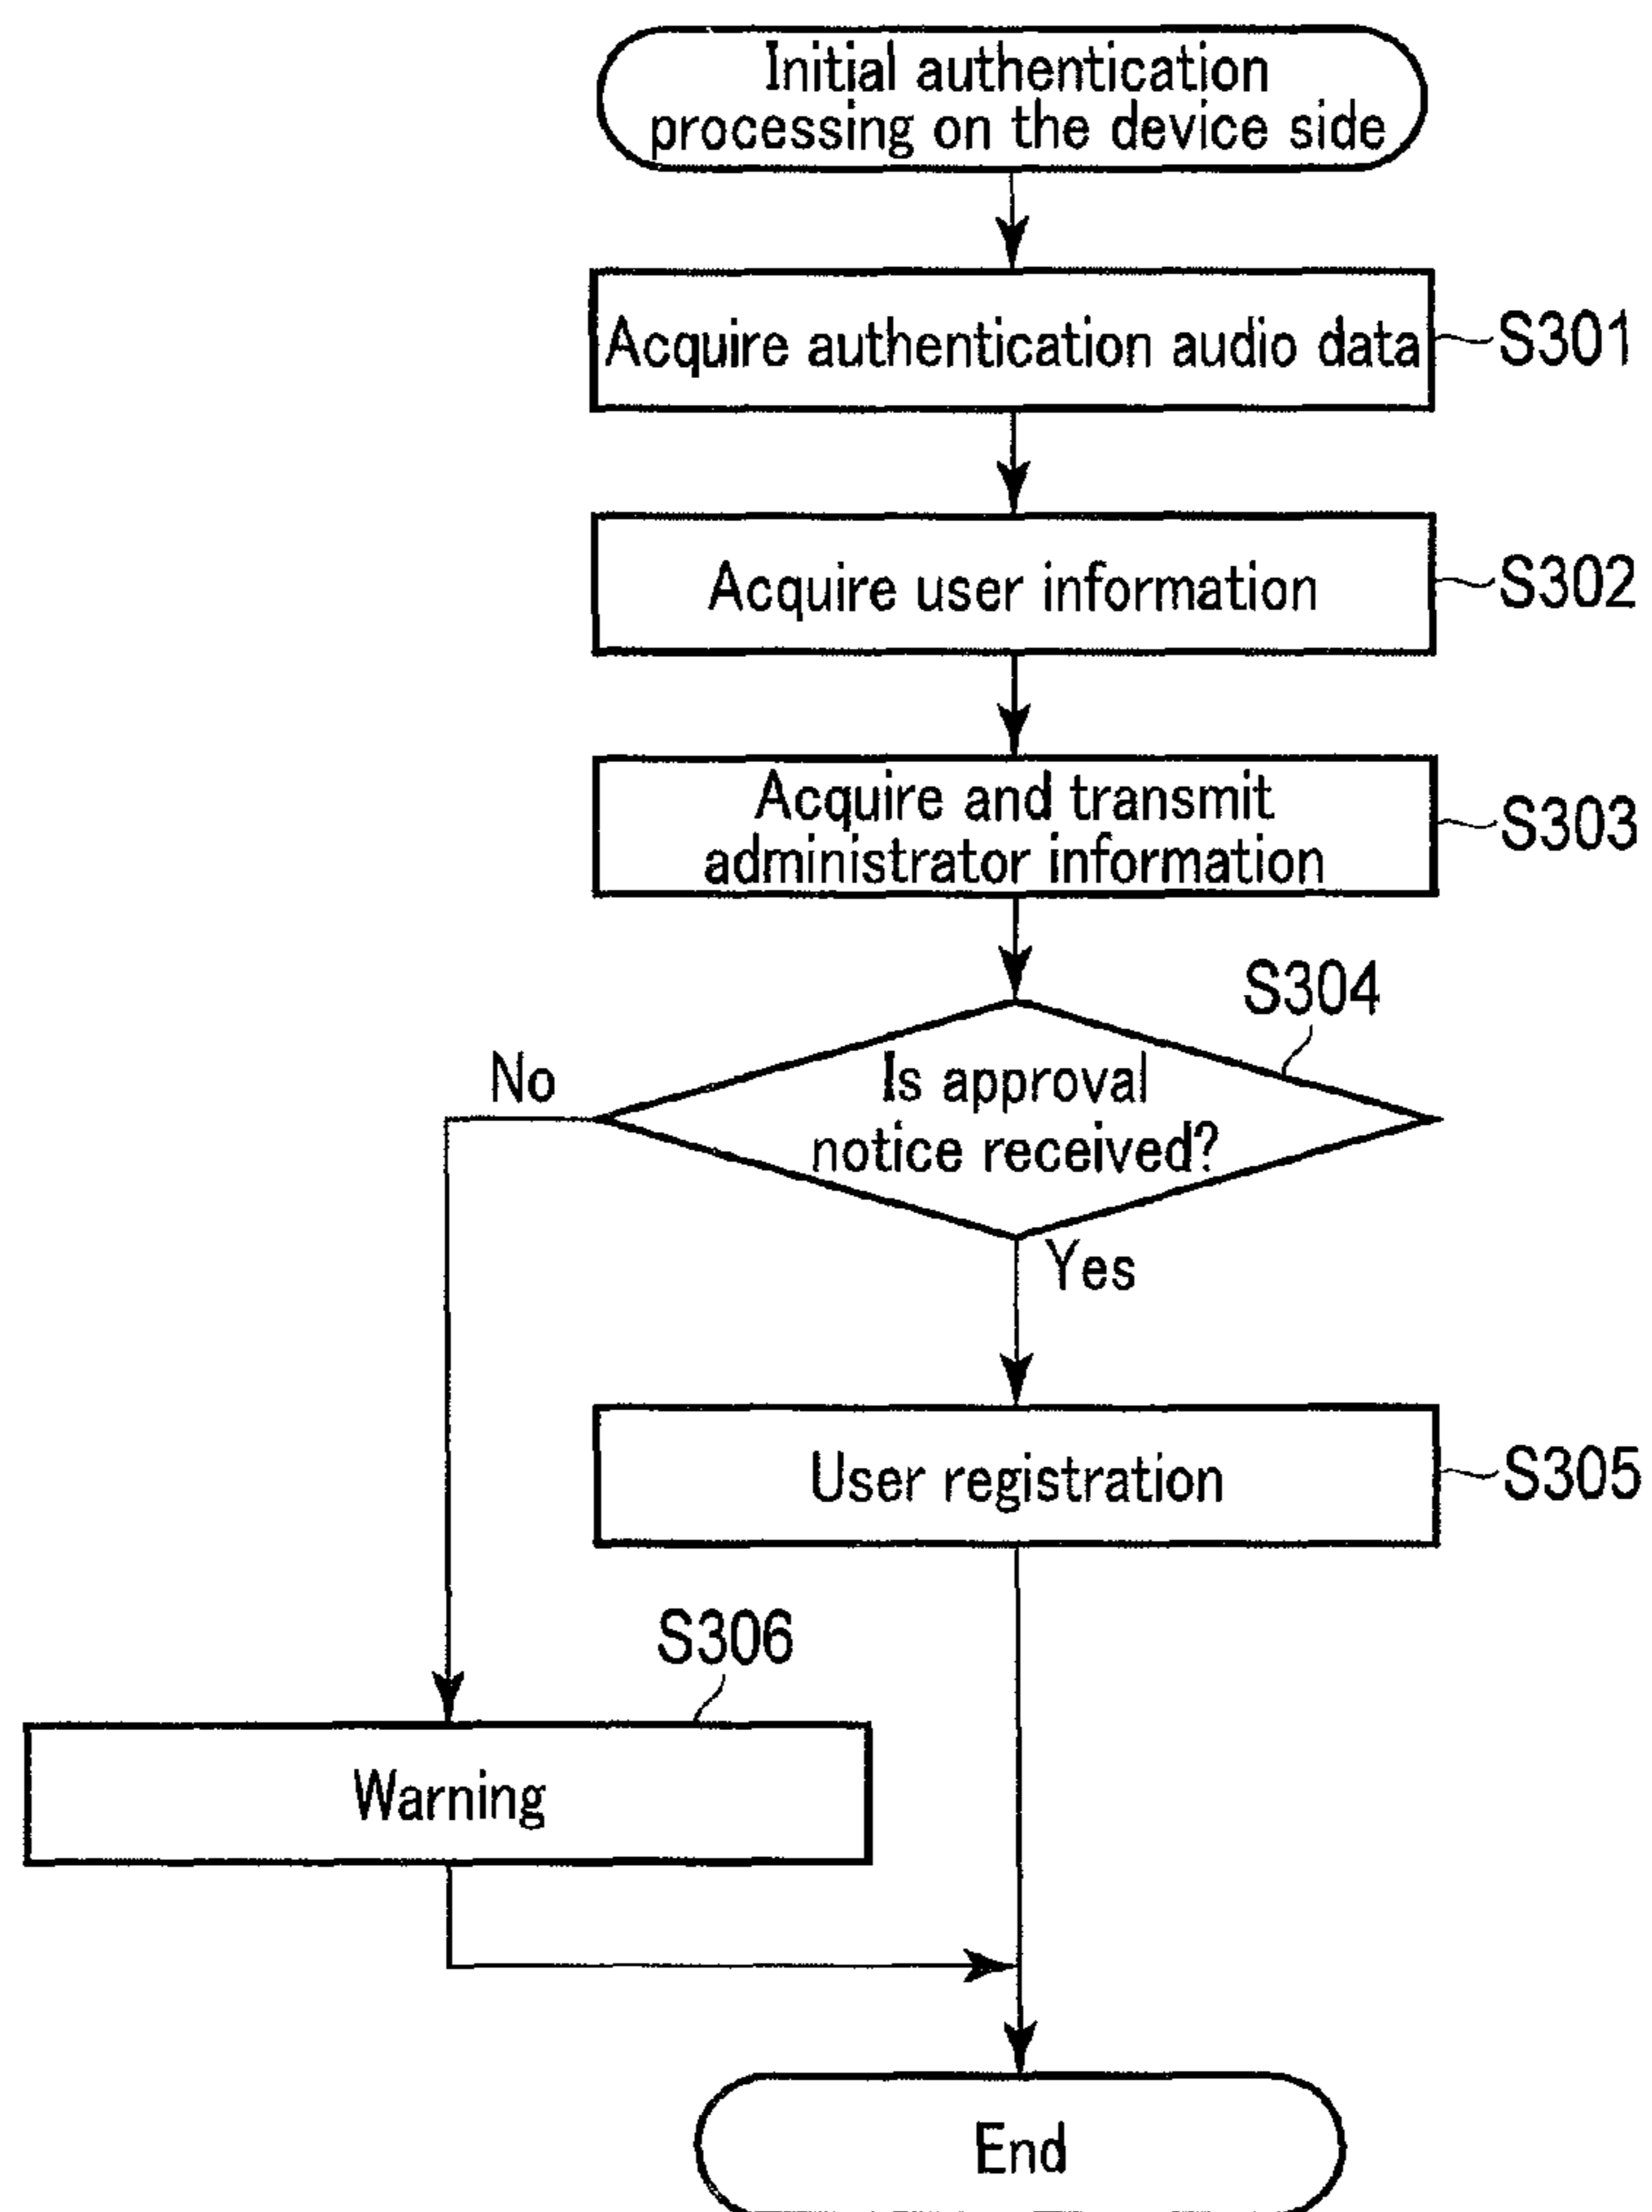 Initial authentication
processing on the device side
Acquire authentication audio data
S301
Acquire user information
S302
Acquire and transmit
administrator information
S303
S304
No
Is approval
notice received?
Yes
User registration
S305
S306
Warning
End